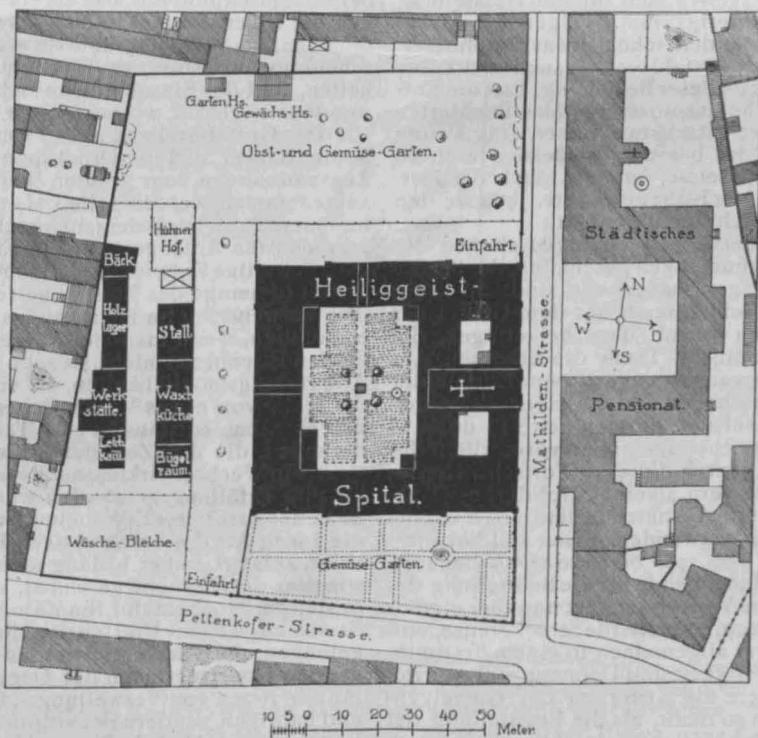 Garten Hs.
Gewächs-Hs.
Obst-und Gemüse-Garten.
Hühner
Hof.
Einfahrt.
Städtisches
Bäck.
Heiliggeist-
N
W
O
S
Holz
lager
Stall
Mathilden-Strasse.
Werk
stätte.
Wasch
küche
Pensionat.
Leich
kam.
Bügel
raum.
Spital.
Wäsche-Bleiche.
Gemüse-Garten.
Einfahrt
Pettenkofer-Strasse.
10 5 0 10 20 30 40 50
Meter.